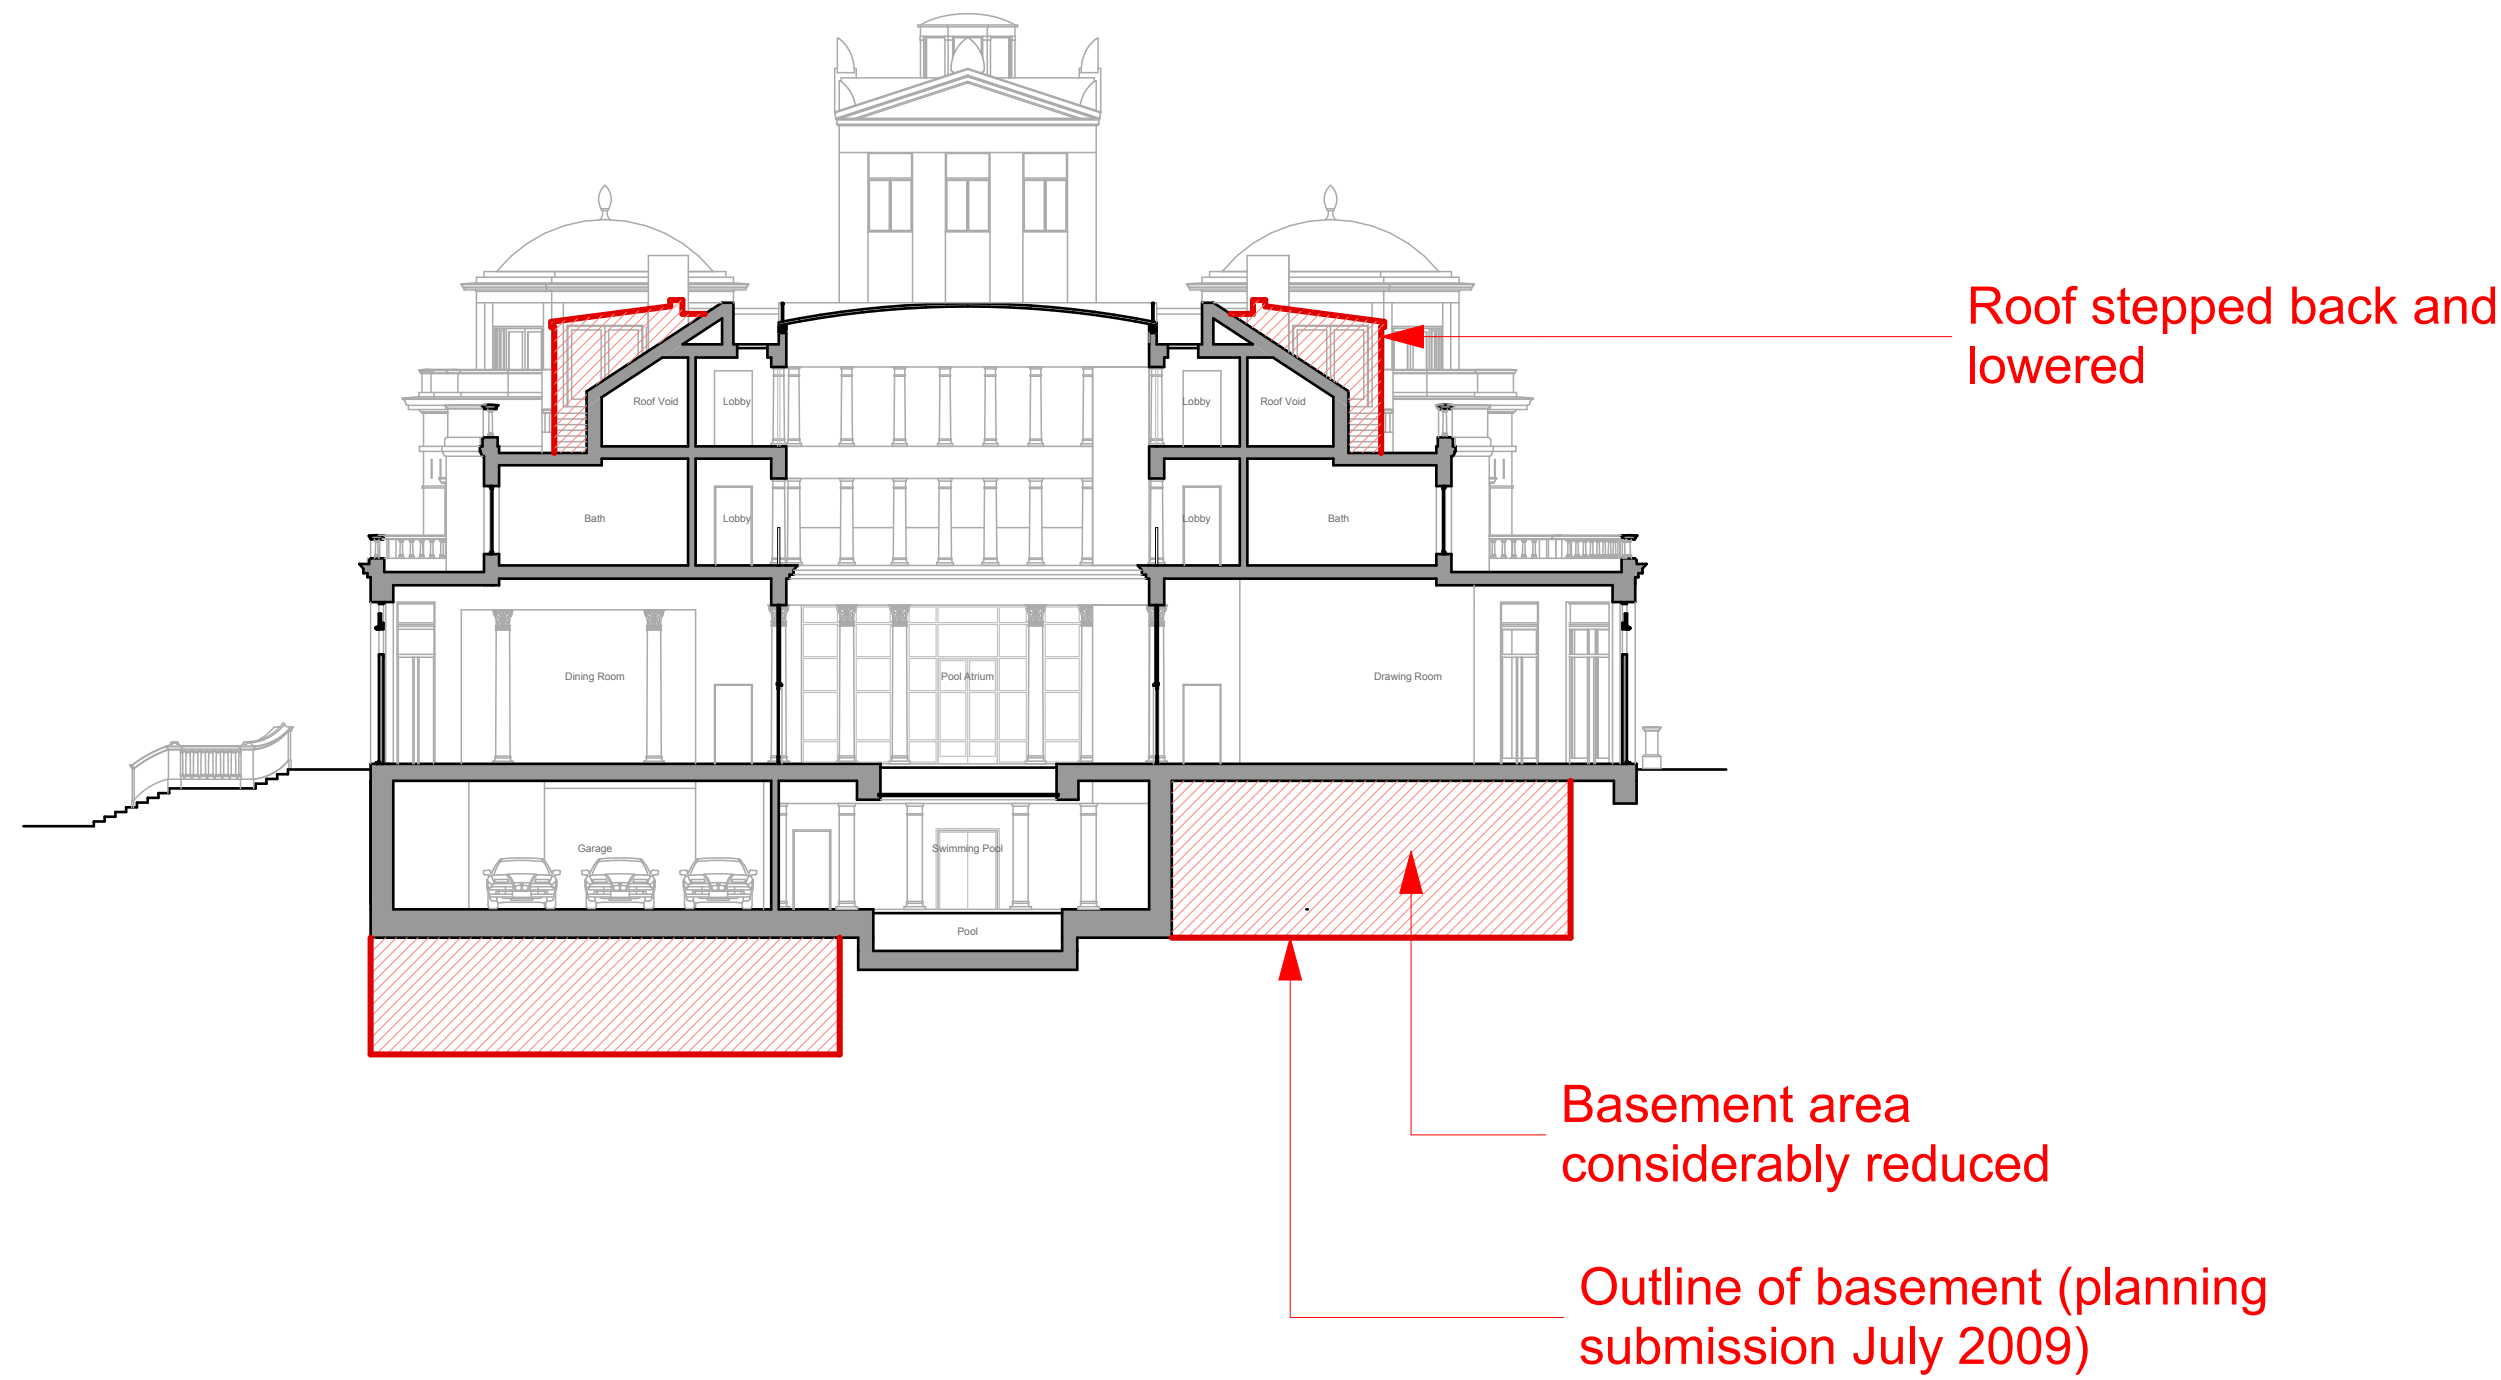 Roof stepped back and
lowered
Roof Void
Lobby
Lobby
Roof Void
Bath
Lobby
Lobby
Bath
Dining Room
Pool Atrium
Drawing Room
Garage
Swimming Pool
Pool
Basement area
considerably reduced
Outline of basement (planning
submission July 2009)